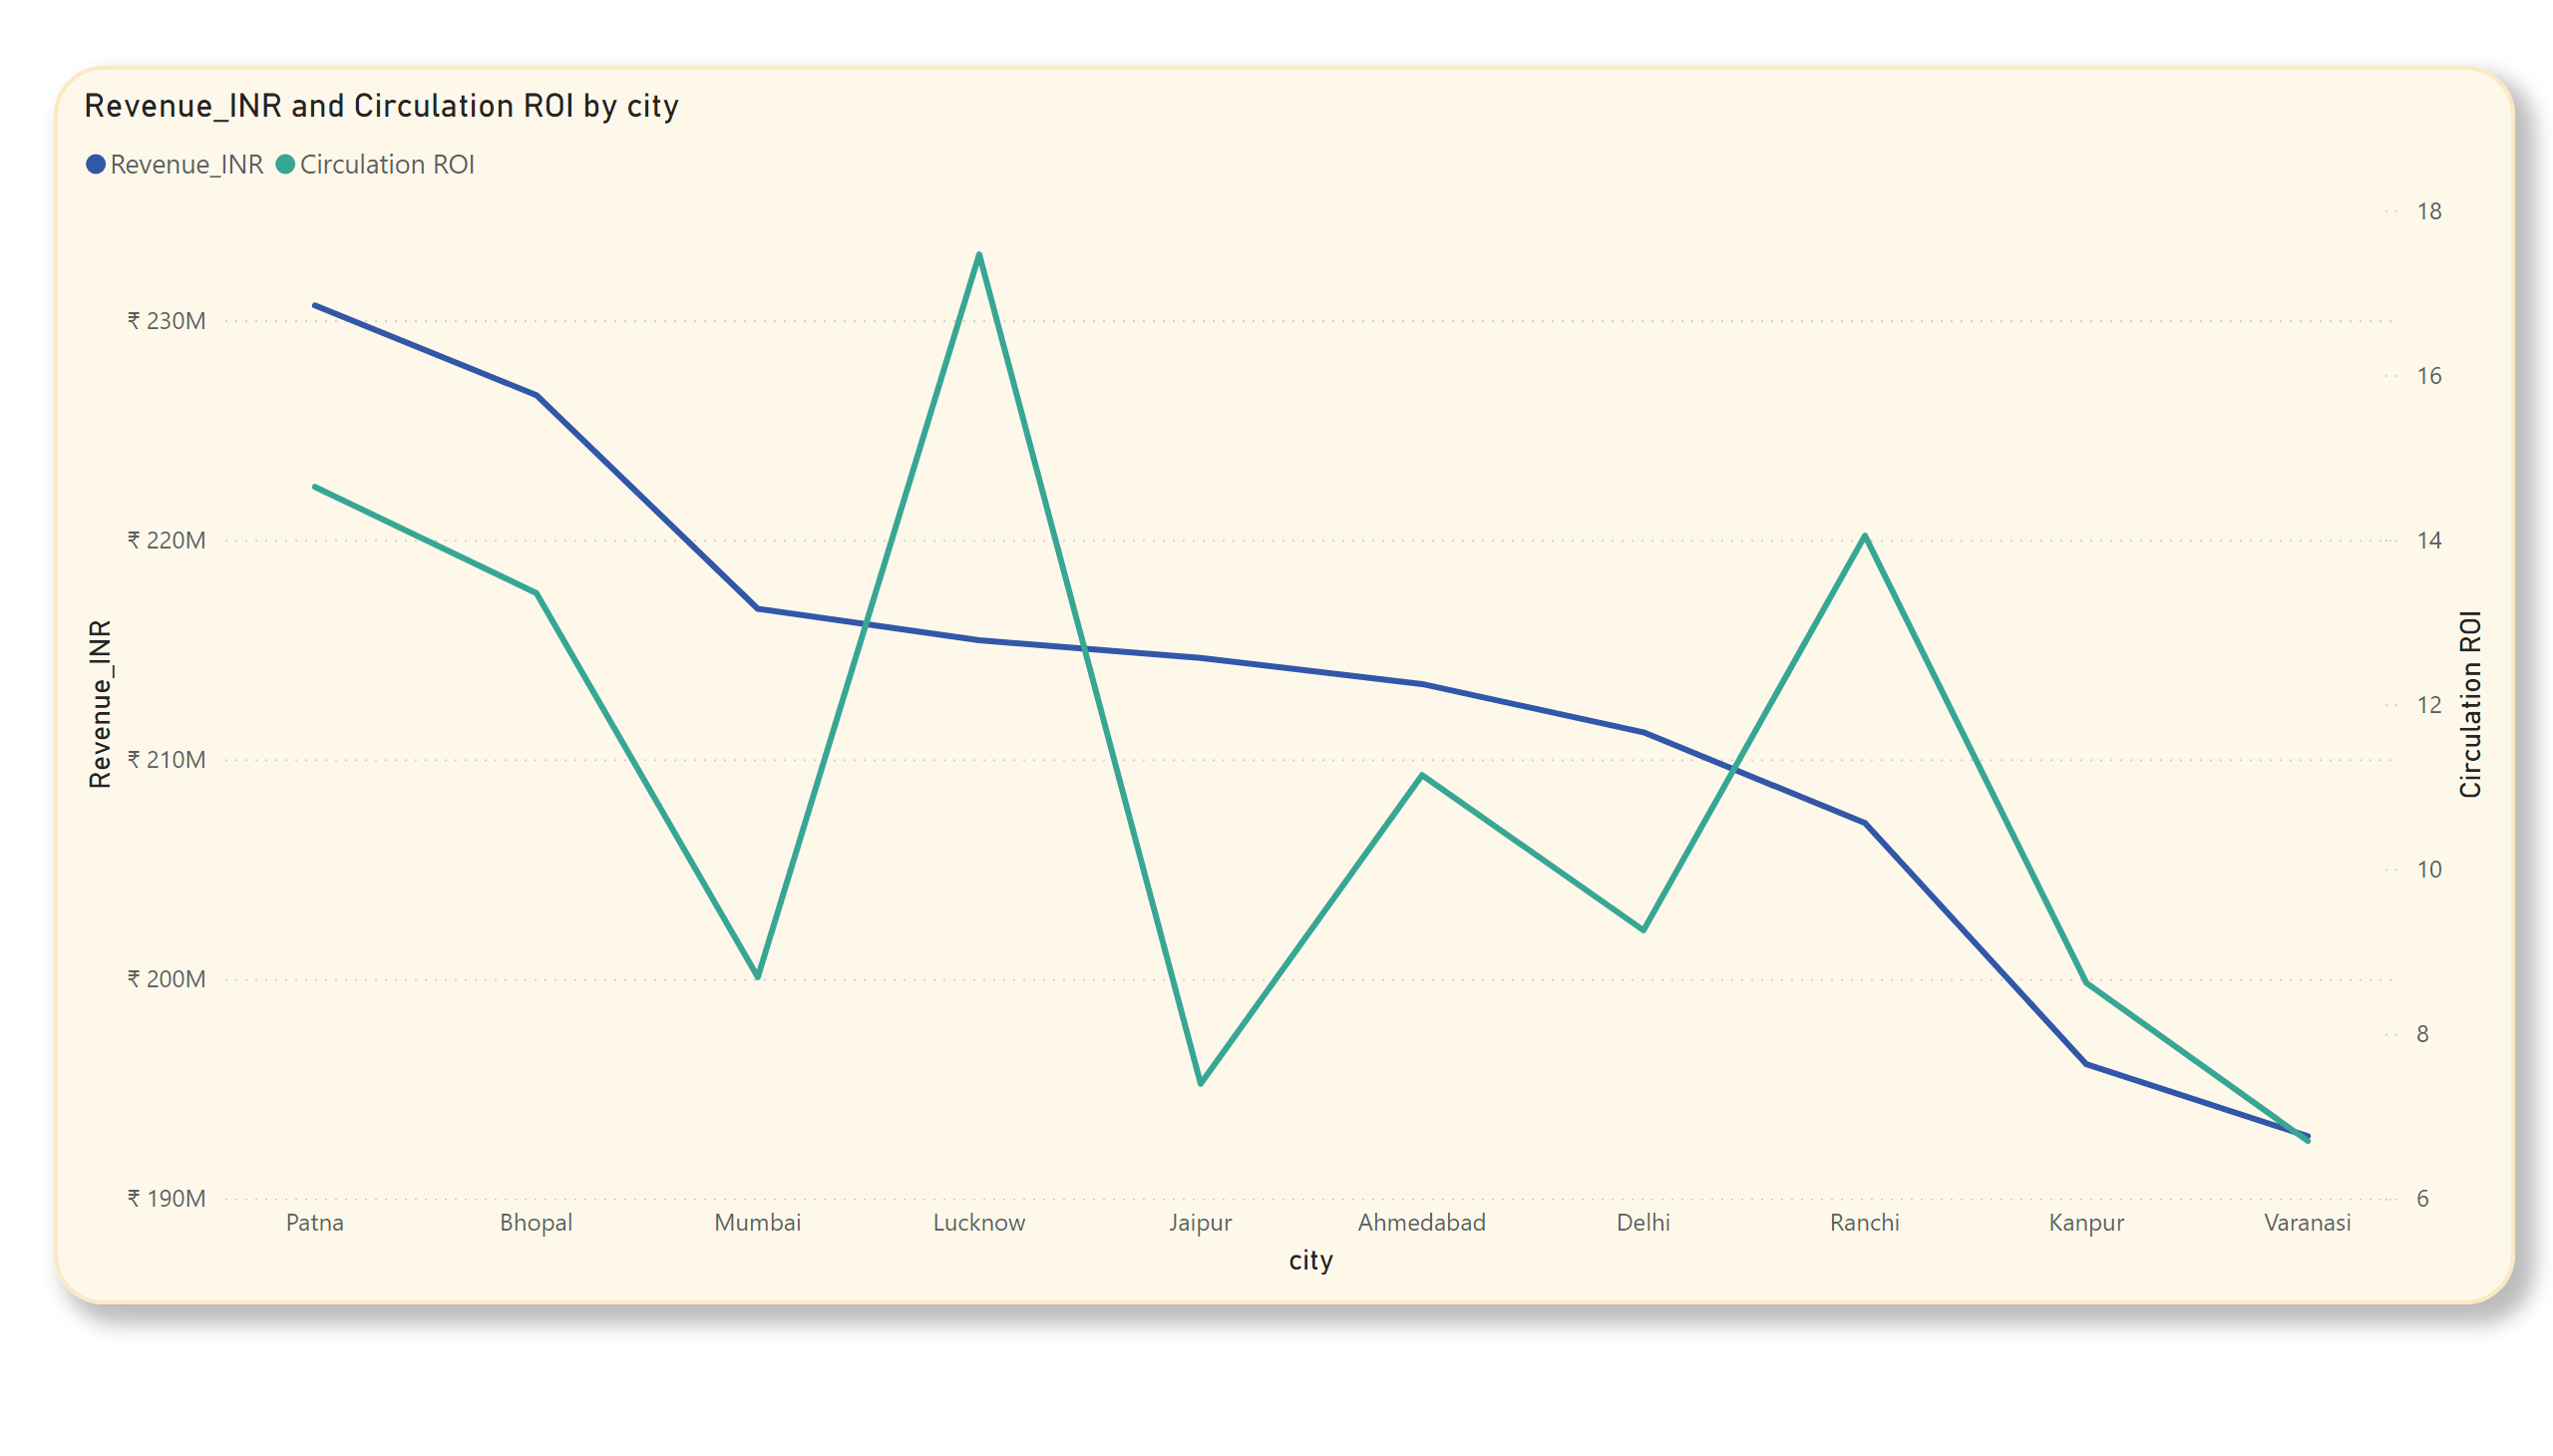 Revenue_INR and Circulation ROI by city
Revenue_INR Circulation ROI
18
₹ 230M
16
₹ 220M
14
Revenue_INR
Circulation ROI
12
₹ 210M
10
₹ 200M
8
₹ 190M
6
Patna Bhopal Mumbai Lucknow Jaipur Ahmedabad Delhi Ranchi Kanpur Varanasi
city